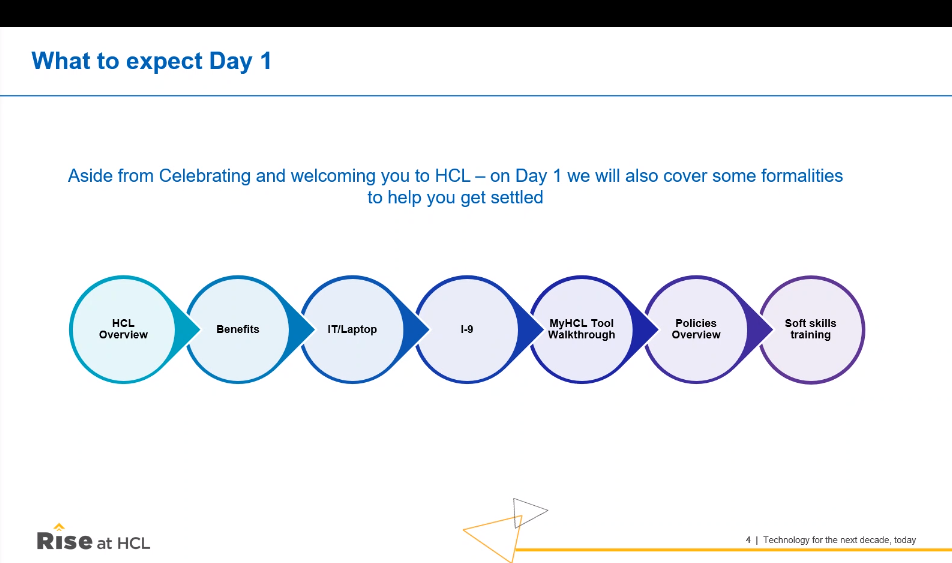 What to expect Day 1
Aside from Celebrating and welcoming you to HCL – on Day 1 we will also cover some formalities
to help you get settled
HCL
Overview
Benefits
IT/Laptop
I-9
MyHCL Tool
Walkthrough
Policies
Overview
Soft skills
training
Rise at HCL
4 | Technology for the next decade, today